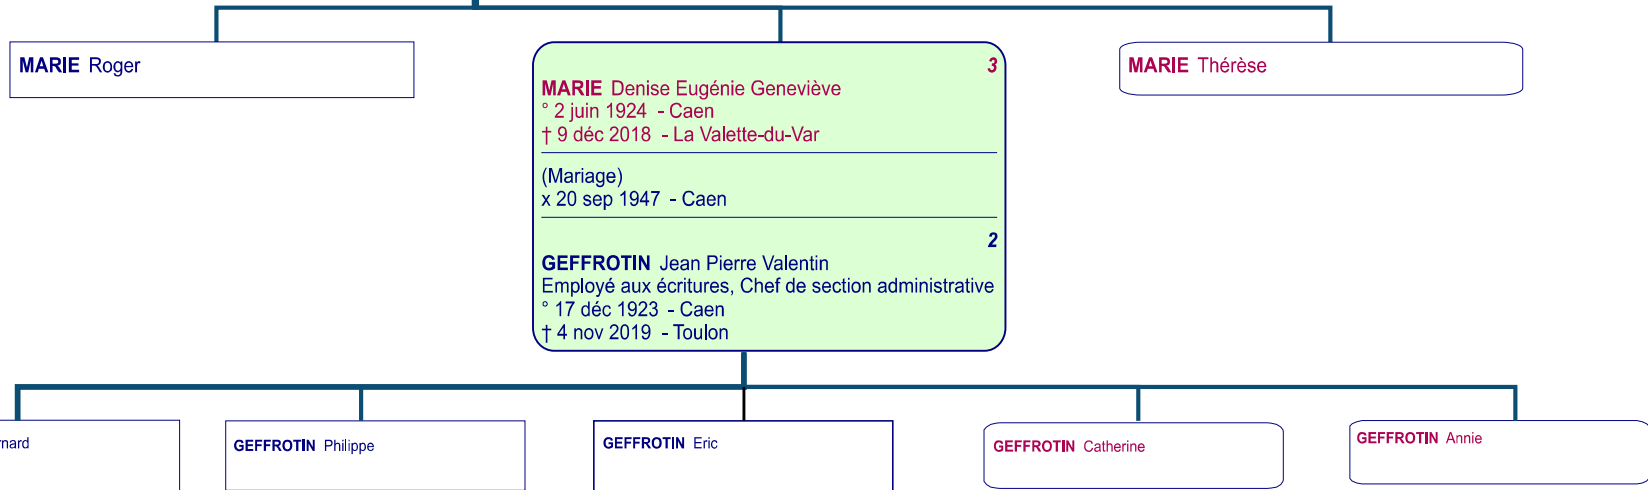 MARIE Roger
3
MARIE Denise Eugénie Geneviève
° 2 juin 1924 - Caen
† 9 déc 2018 - La Valette-du-Var
(Mariage)
x 20 sep 1947 - Caen
2
GEFFROTIN Jean Pierre Valentin
Employé aux écritures, Chef de section administrative
° 17 déc 1923 - Caen
† 4 nov 2019 - Toulon
MARIE Thérèse
GEFFROTIN Philippe
GEFFROTIN Eric
GEFFROTIN Catherine
GEFFROTIN Annie